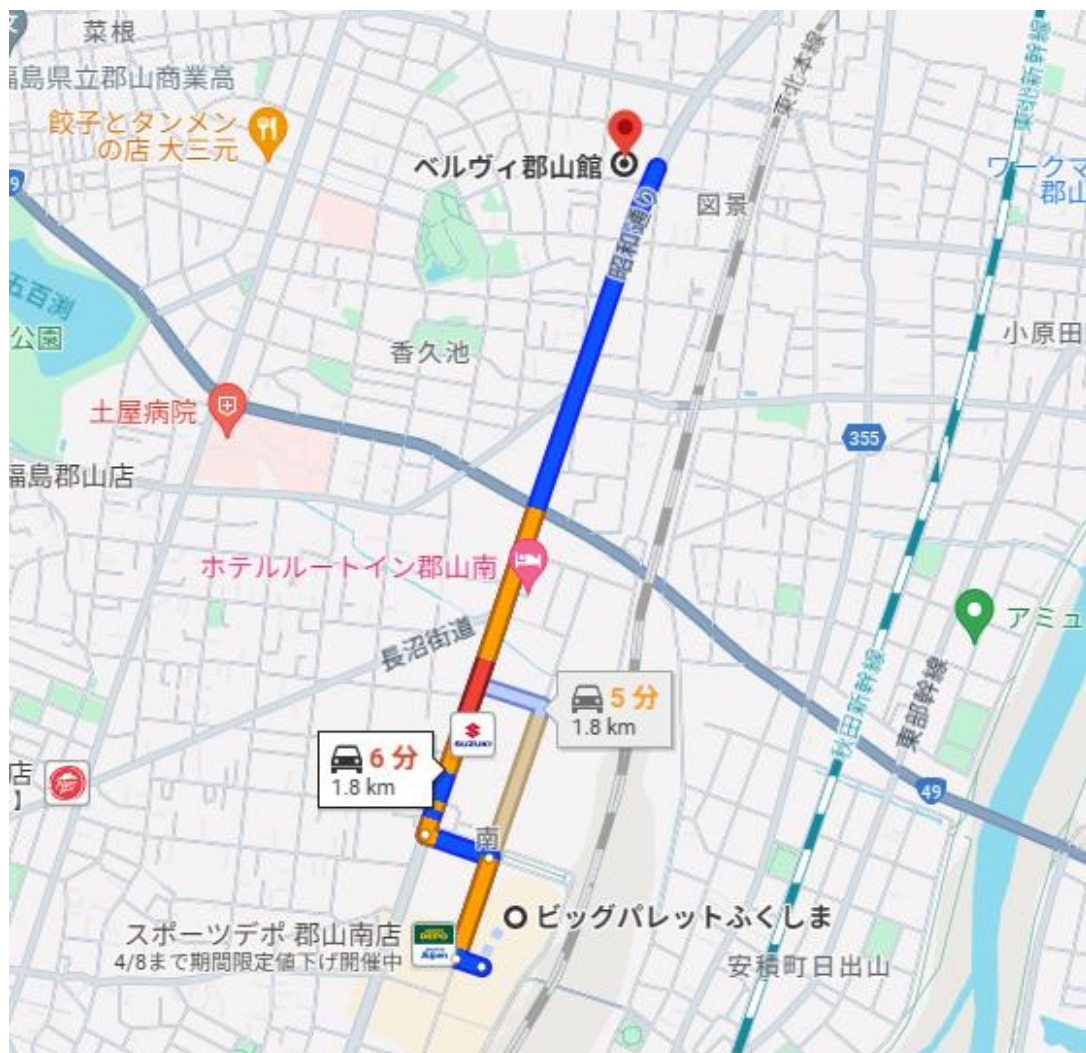 菜根
福島県立郡山商業高
餃子とタンメン
の店 大三元
ベルヴィ郡山館
東北本線
東北新幹線
ワークマ
郡山
図景
昭和通り
9
五百渕
公園
香久池
小原田
土屋病院
355
福島郡山店
ホテルルートイン郡山南
長沼街道
アミュ
5 分
1.8 km
SUZUKI
6 分
1.8 km
秋田新幹線
東部幹線
店
】
49
南
ビッグパレットふくしま
スポーツデポ 郡山南店
4/8まで期間限定値下げ開催中
DEPO
Alpen
安積町日出山